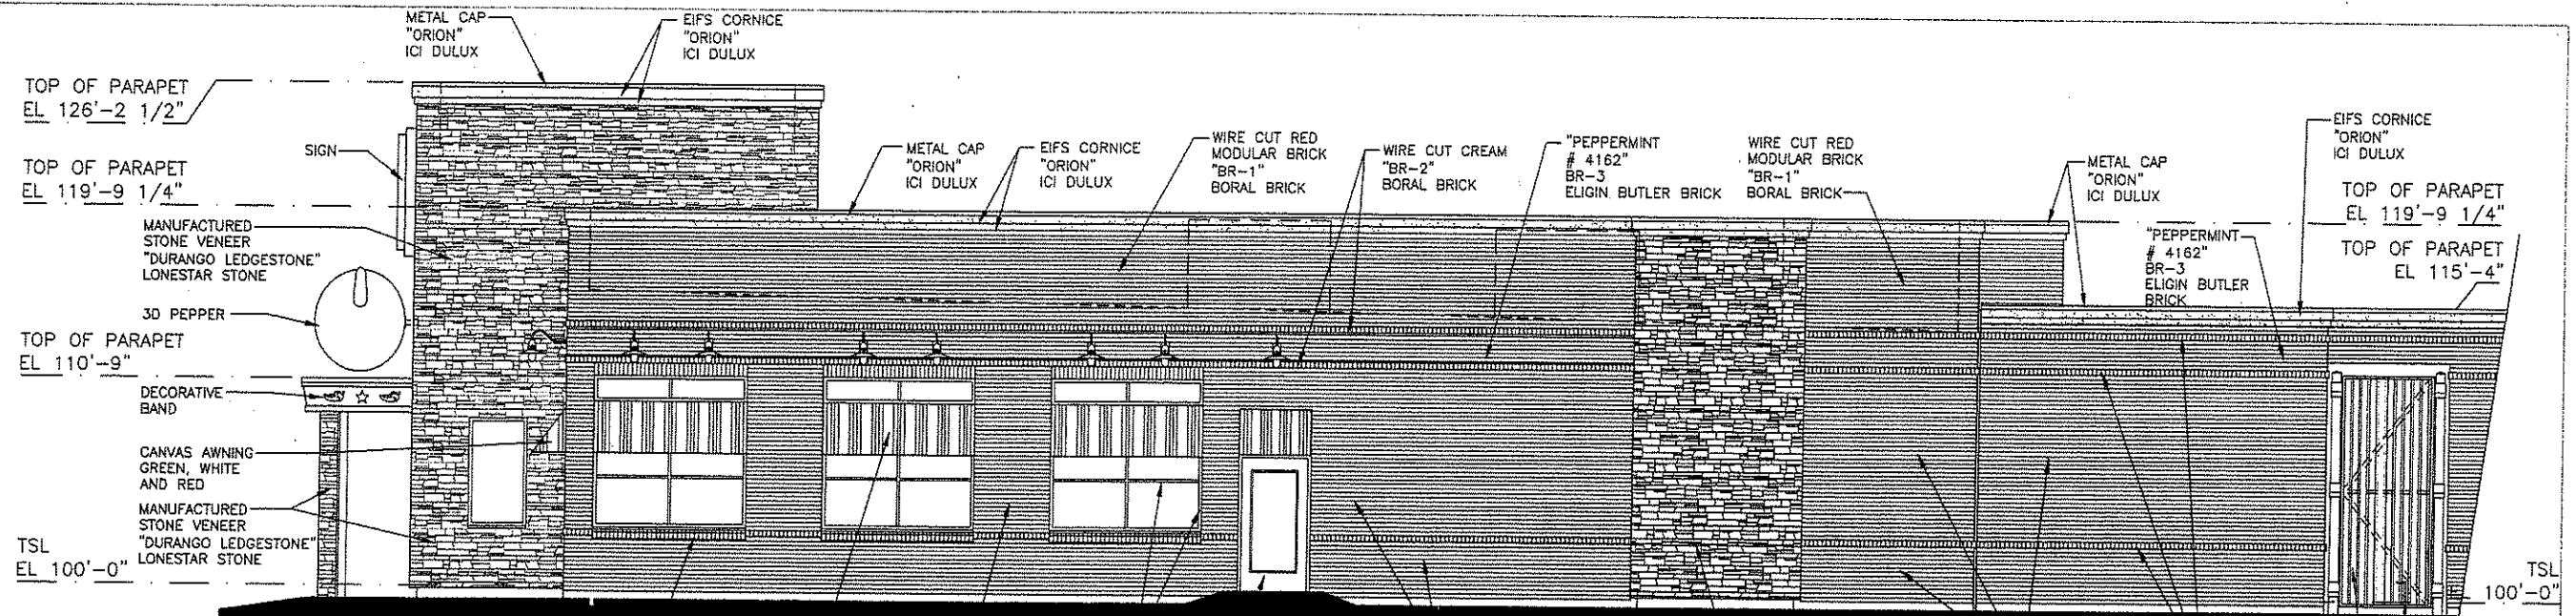 METAL CAP
"ORION"
ICI DULUX
EIFS CORNICE
"ORION"
ICI DULUX
TOP OF PARAPET
EL 126'-2 1/2"
SIGN
TOP OF PARAPET
EL 119'-9 1/4"
MANUFACTURED
STONE VENEER
"DURANGO LEDGESTONE"
LONESTAR STONE
3D PEPPER
TOP OF PARAPET
EL 110'-9"
DECORATIVE
BAND
CANVAS AWNING
GREEN, WHITE
AND RED
MANUFACTURED
STONE VENEER
"DURANGO LEDGESTONE"
LONESTAR STONE
TSL
EL 100'-0"
METAL CAP
"ORION"
ICI DULUX
EIFS CORNICE
"ORION"
ICI DULUX
WIRE CUT RED
MODULAR BRICK
"BR-1"
BORAL BRICK
WIRE CUT CREAM
"BR-2"
BORAL BRICK
"PEPPERMINT
# 4162"
BR-3
ELIGIN BUTLER BRICK
WIRE CUT RED
MODULAR BRICK
"BR-1"
BORAL BRICK
METAL CAP
"ORION"
ICI DULUX
EIFS CORNICE
"ORION"
ICI DULUX
TOP OF PARAPET
EL 119'-9 1/4"
"PEPPERMINT
# 4162"
BR-3
ELIGIN BUTLER
BRICK
TOP OF PARAPET
EL 115'-4"
TSL
100'-0"